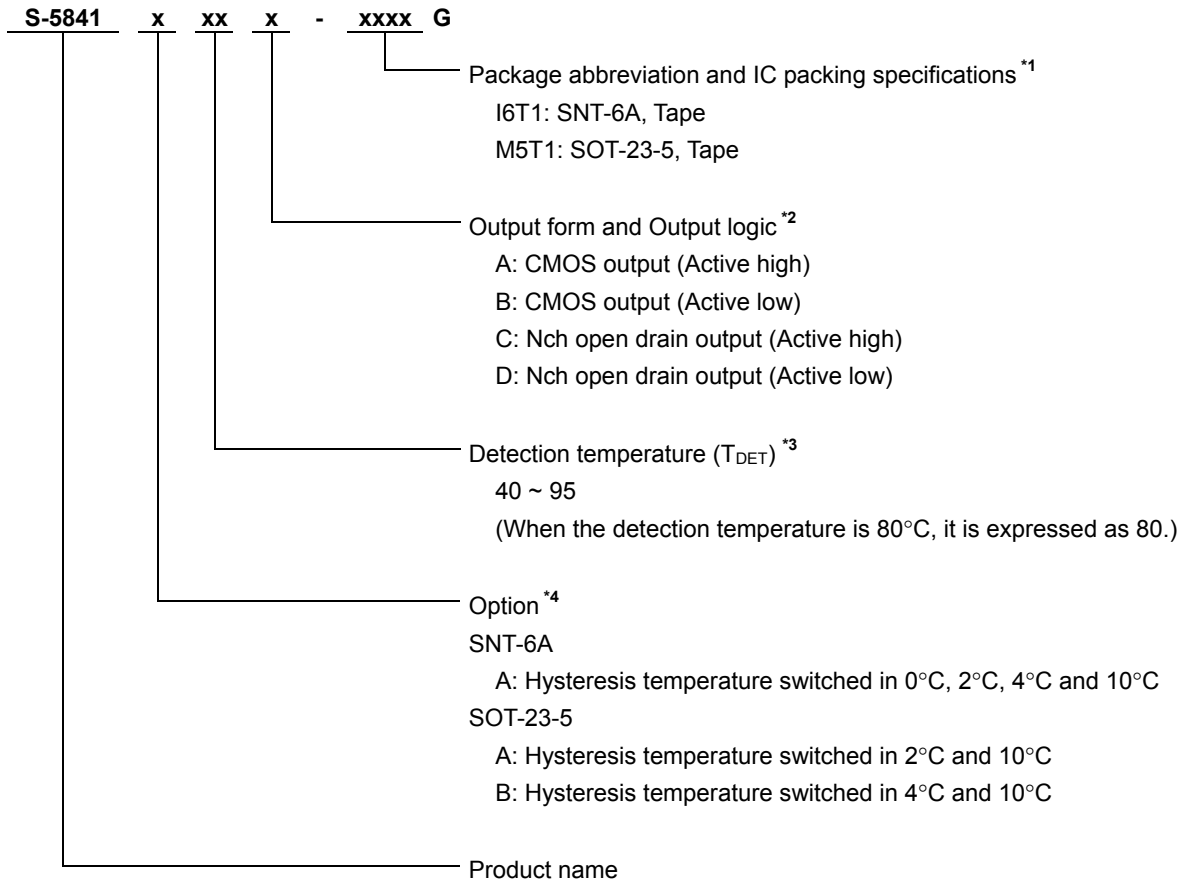 S-5841 x xx x - xxxx G
Package abbreviation and IC packing specifications *1
I6T1: SNT-6A, Tape
M5T1: SOT-23-5, Tape
Output form and Output logic *2
A: CMOS output (Active high)
B: CMOS output (Active low)
C: Nch open drain output (Active high)
D: Nch open drain output (Active low)
Detection temperature (TDET) *3
40 ~ 95
(When the detection temperature is 80°C, it is expressed as 80.)
Option *4
SNT-6A
A: Hysteresis temperature switched in 0°C, 2°C, 4°C and 10°C
SOT-23-5
A: Hysteresis temperature switched in 2°C and 10°C
B: Hysteresis temperature switched in 4°C and 10°C
Product name